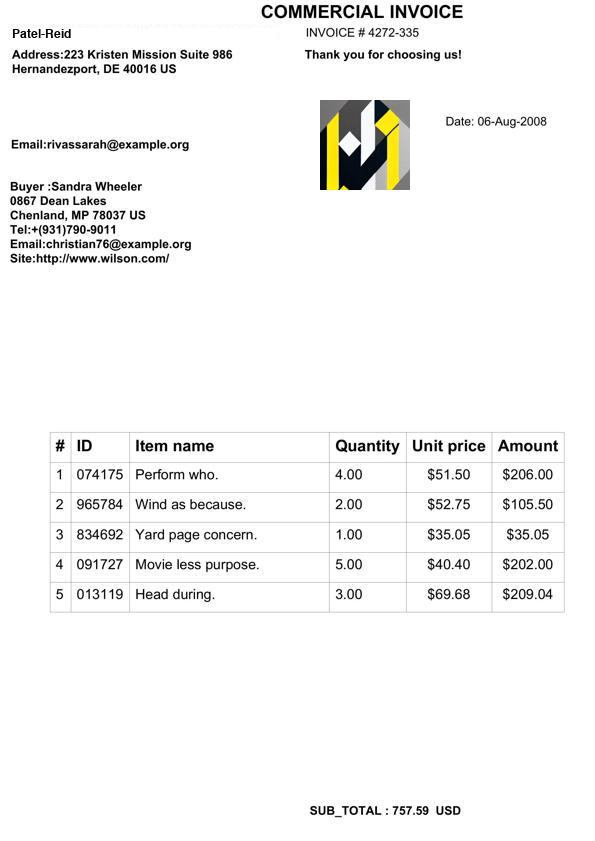 COMMERCIAL INVOICE
Patel-Reid
INVOICE # 4272-335
Address:223 Kristen Mission Suite 986
Hernandezport, DE 40016 US
Thank you for choosing us!
Date: 06-Aug-2008
Email:rivassarah@example.org
Buyer :Sandra Wheeler
0867 Dean Lakes
Chenland, MP 78037 US
Tel:+(931)790-9011
Email:christian76@example.org
Site:http://www.wilson.com/
# ID Item name Quantity Unit price Amount
1 074175 Perform who. 4.00 $51.50 $206.00
2 965784 Wind as because. 2.00 $52.75 $105.50
3 834692 Yard page concern. 1.00 $35.05 $35.05
4 091727 Movie less purpose. 5.00 $40.40 $202.00
5 013119 Head during. 3.00 $69.68 $209.04
SUB_TOTAL : 757.59 USD